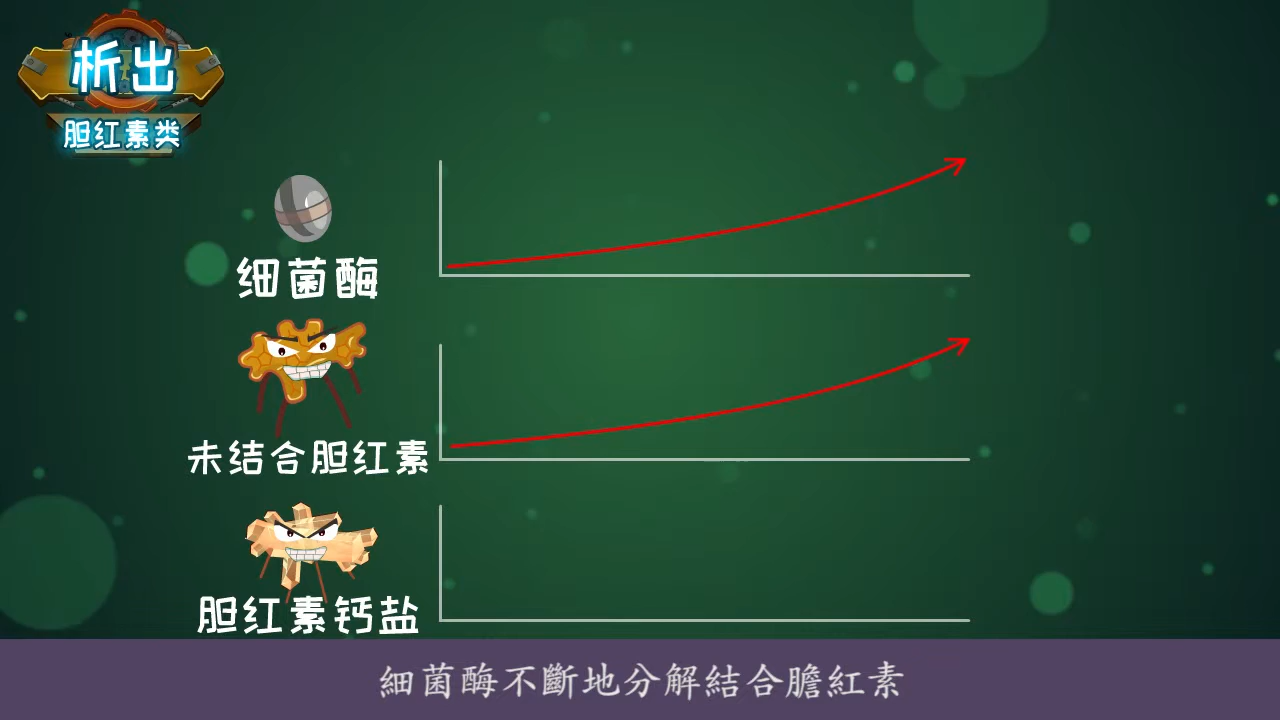 析出
胆红素类
细菌酶
未结合胆红素
胆红素钙盐
細菌酶不斷地分解結合膽紅素